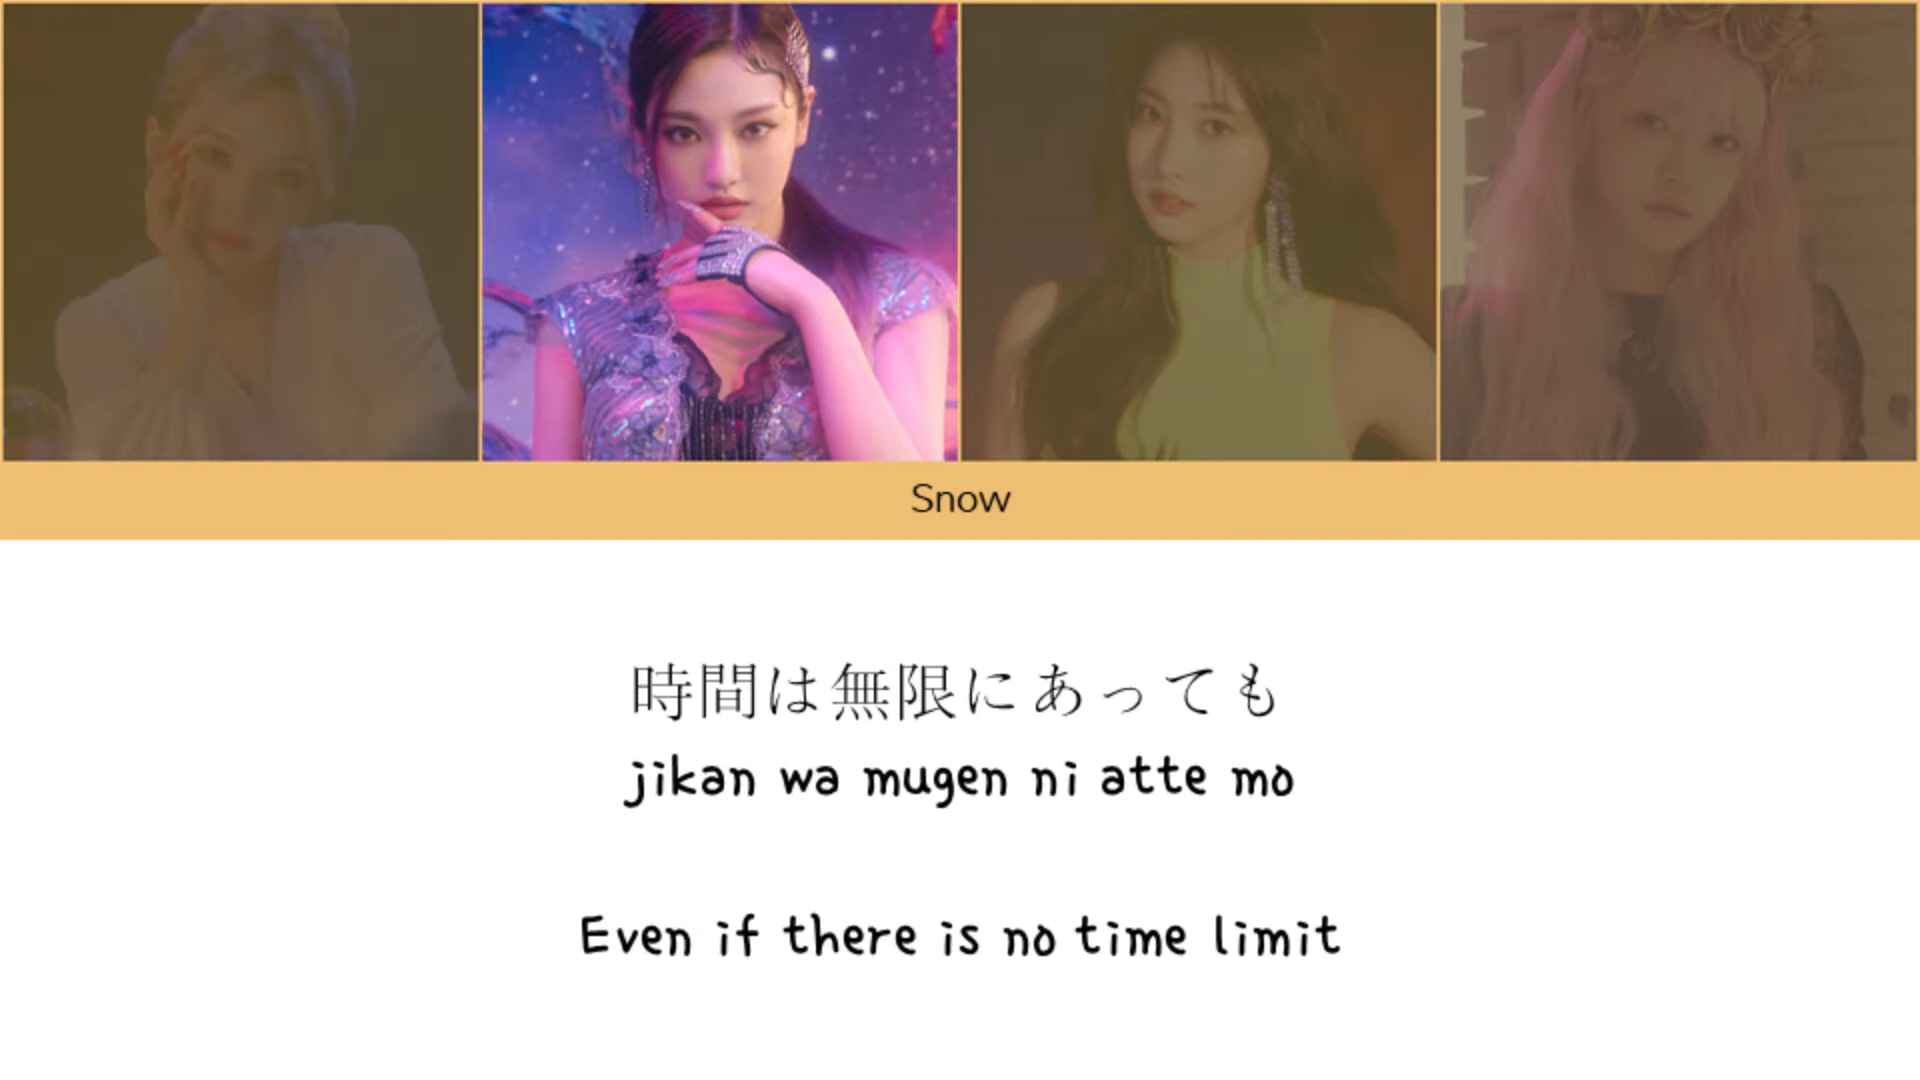 Snow
時間は無限にあっても
jikan wa mugen ni atte mo
Even if there is no time limit